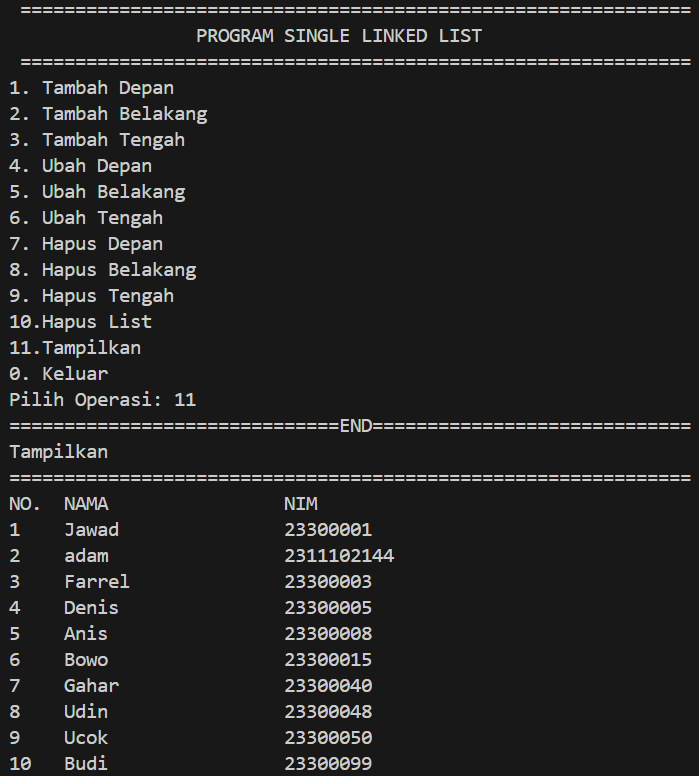 =============================================================
PROGRAM SINGLE LINKED LIST
=============================================================
1. Tambah Depan
2. Tambah Belakang
3. Tambah Tengah
4. Ubah Depan
5. Ubah Belakang
6. Ubah Tengah
7. Hapus Depan
8. Hapus Belakang
9. Hapus Tengah
10.Hapus List
11.Tampilkan
0. Keluar
Pilih Operasi: 11
==============================END=============================
Tampilkan
==============================================================
NO. NAMA NIM
1 Jawad 23300001
2 adam 2311102144
3 Farrel 23300003
4 Denis 23300005
5 Anis 23300008
6 Bowo 23300015
7 Gahar 23300040
8 Udin 23300048
9 Ucok 23300050
10 Budi 23300099